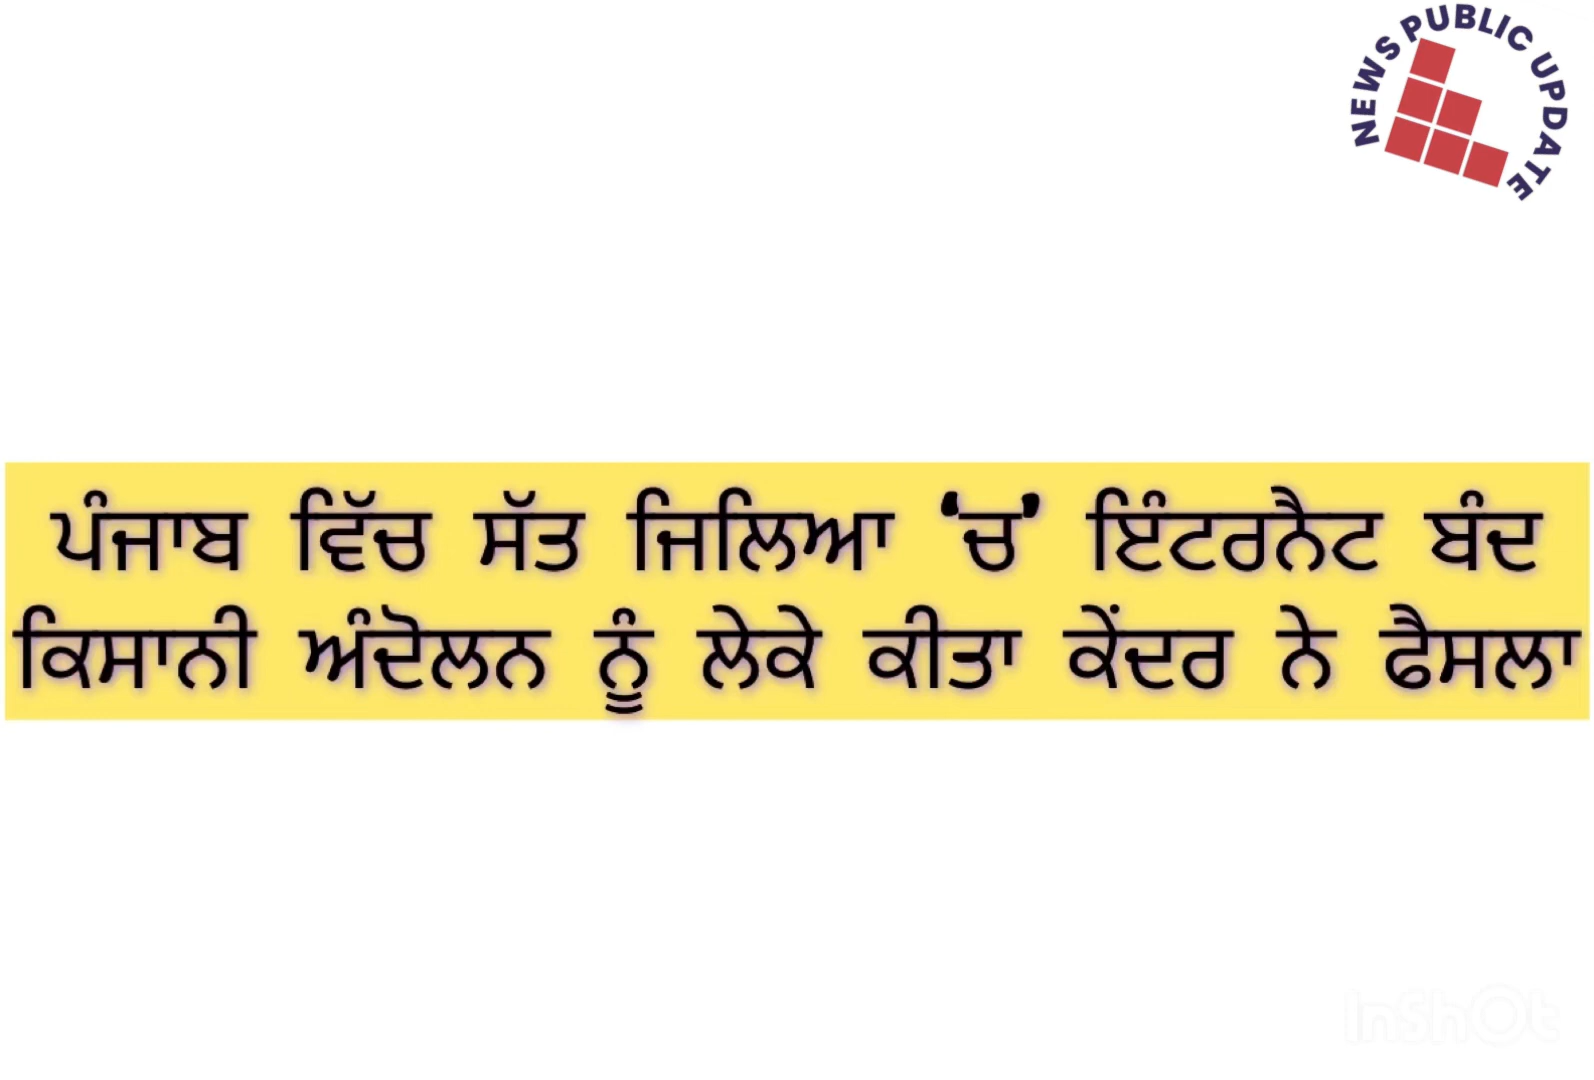 NEWS PUBLIC UPDATE
ਪੰਜਾਬ ਵਿੱਚ ਸੱਤ ਜਿਲਿਆ 'ਚ' ਇੰਟਰਨੈਟ ਬੰਦ
ਕਿਸਾਨੀ ਅੰਦੋਲਨ ਨੂੰ ਲੇਕੇ ਕੀਤਾ ਕੇਂਦਰ ਨੇ ਫੈਸਲਾ
InShOt